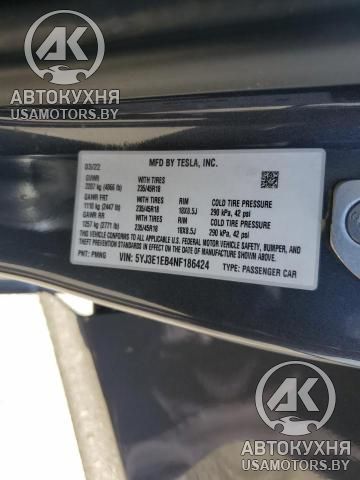 АК
АВТОКУХНЯ
USAMOTORS.BY
MFD BY TESLA, INC.
03/22
GVWR WITH TIRES
2207 kg (4866 lb) 235/45R18
GAWR FRT WITH TIRES RIM COLD TIRE PRESSURE
1110 kg (2447 lb) 235/45R18 18X8.5J 290 kPa, 42 psi
GAWR RR WITH TIRES RIM COLD TIRE PRESSURE
1257 kg (2771 lb) 235/45R18 18X8.5J 290 kPa, 42 psi
THIS VEHICLE CONFORMS TO ALL
APPLICABLE U.S. FEDERAL MOTOR VEHICLE SAFETY, BUMPER, AND
THEFT PREVENTION STANDARDS IN EFFECT ON THE DATE OF
MANUFACTURE SHOWN ABOVE.
VIN: 5YJ3E1EB4NF186424
PNT: PMNG TYPE: PASSENGER CAR
АК
АВТОКУХНЯ
USAMOTORS.BY